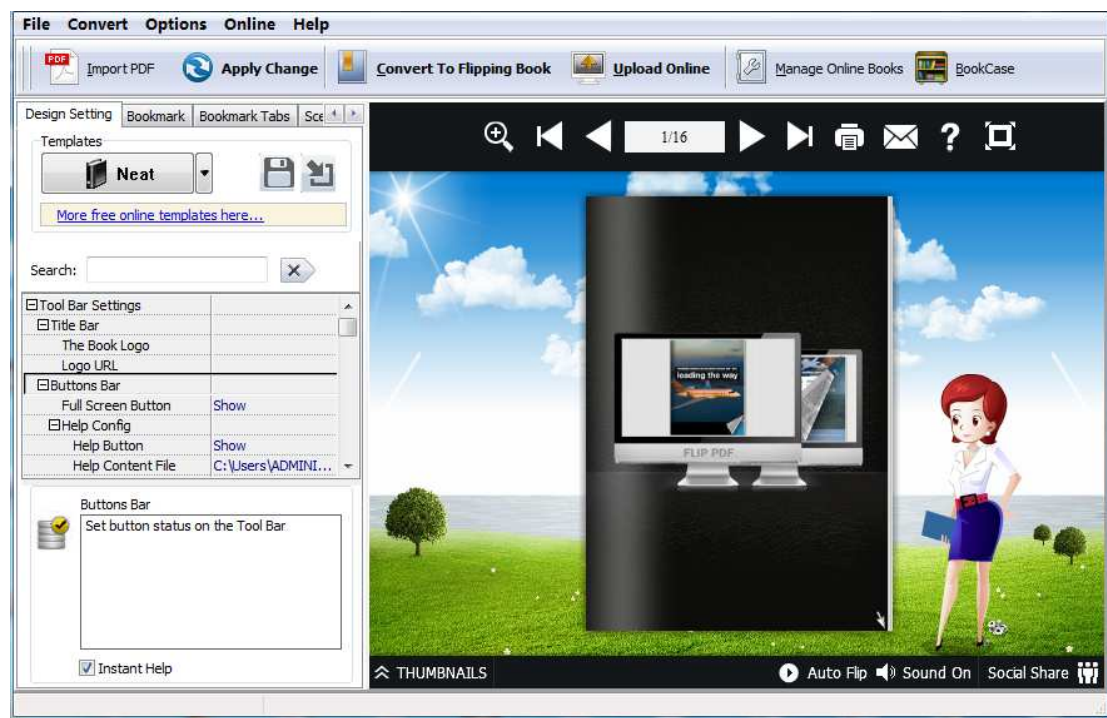 File Convert Options Online Help
PDF Import PDF Apply Change Convert To Flipping Book Upload Online Manage Online Books BookCase
Design Setting Bookmark Bookmark Tabs Sce
Templates
Neat
More free online templates here...
Search:
Tool Bar Settings
Title Bar
The Book Logo
Logo URL
Buttons Bar
Full Screen Button Show
Help Config
Help Button Show
Help Content File C:\Users\ADMINI...
Buttons Bar
Set button status on the Tool Bar
Instant Help
1/16 ?
leading the way
FLIP PDF
THUMBNAILS Auto Flip Sound On Social Share